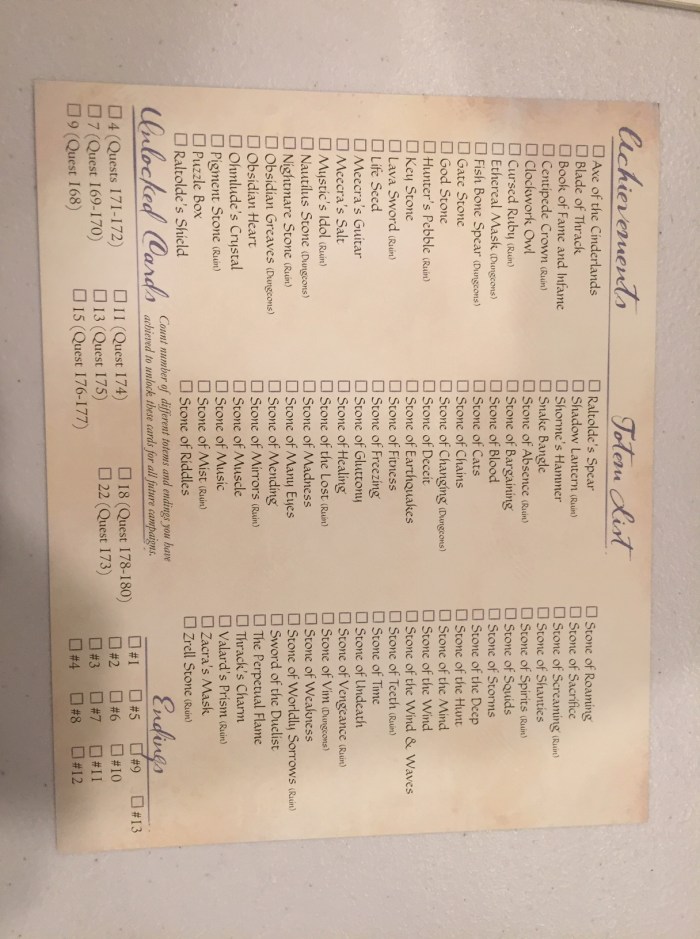 Achievements
Totem List
Axe of the Cinderlands
Blade of Thrack
Book of Fame and Infame
Centipede Crown (Ruin)
Clockwork Owl
Cursed Ruby (Ruin)
Ethereal Mask (Dungeons)
Fish Bone Spear (Dungeons)
Gate Stone
God Stone
Hunter's Pebble (Ruin)
Key Stone
Lava Sword (Ruin)
Life Seed
Meecra's Guitar
Meecra's Salt
Mystic's Idol (Ruin)
Nautilus Stone (Dungeons)
Nightmare Stone (Ruin)
Obsidian Greaves (Dungeons)
Obsidian Heart
Ohmlude's Crystal
Pigment Stone (Ruin)
Puzzle Box
Raltolde's Shield
Raltolde's Spear
Shadow Lantern (Ruin)
Shorne's Hammer
Snake Bangle
Stone of Absence (Ruin)
Stone of Bargaining
Stone of Blood
Stone of Cats
Stone of Chains
Stone of Changing (Dungeons)
Stone of Deceit
Stone of Earthquakes
Stone of Fitness
Stone of Freezing
Stone of Gluttony
Stone of Healing
Stone of the Lost (Ruin)
Stone of Madness
Stone of Many Eyes
Stone of Mending
Stone of Mirrors (Ruin)
Stone of Muscle
Stone of Music
Stone of Mist (Ruin)
Stone of Riddles
Stone of Roaming
Stone of Sacrifice
Stone of Screaming (Ruin)
Stone of Shanties
Stone of Spirits (Ruin)
Stone of Squids
Stone of Storms
Stone of the Deep
Stone of the Hunt
Stone of the Mind
Stone of the Wind
Stone of the Wind & Waves
Stone of Teeth (Ruin)
Stone of Time
Stone of Undeath
Stone of Vengeance (Ruin)
Stone of Vim (Dungeons)
Stone of Weakness
Stone of Worldly Sorrows (Ruin)
Sword of the Duelist
The Perpetual Flame
Thrack's Charm
Valard's Prism (Ruin)
Zacra's Mask
Zrell Stone (Ruin)
Unlocked Cards
Count number of different totems and endings you have
achieved to unlock these cards for all future campaigns.
4 (Quests 171-172)
7 (Quest 169-170)
9 (Quest 168)
11 (Quest 174)
13 (Quest 175)
15 (Quest 176-177)
18 (Quest 178-180)
22 (Quest 173)
Endings
#1 #5 #9 #13
#2 #6 #10
#3 #7 #11
#4 #8 #12